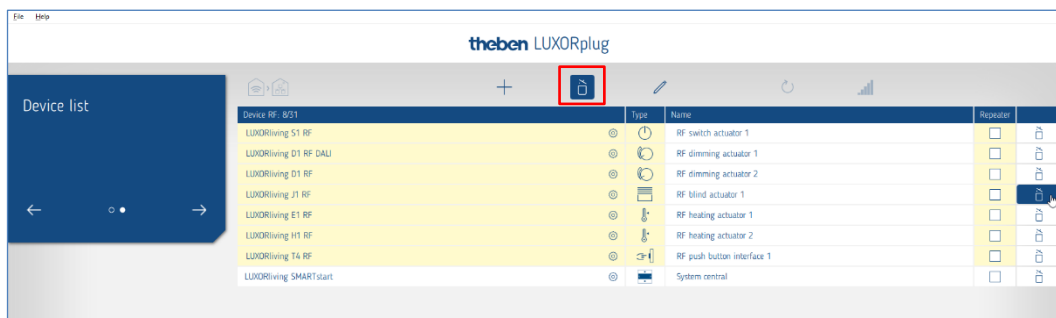 File Help
theben LUXORplug
Device list
Device RF: 8/31 Type Name Repeater
LUXORliving S1 RF RF switch actuator 1
LUXORliving D1 RF DALI RF dimming actuator 1
LUXORliving D1 RF RF dimming actuator 2
LUXORliving J1 RF RF blind actuator 1
LUXORliving E1 RF RF heating actuator 1
LUXORliving H1 RF RF heating actuator 2
LUXORliving T4 RF RF push button interface 1
LUXORliving SMARTstart System central